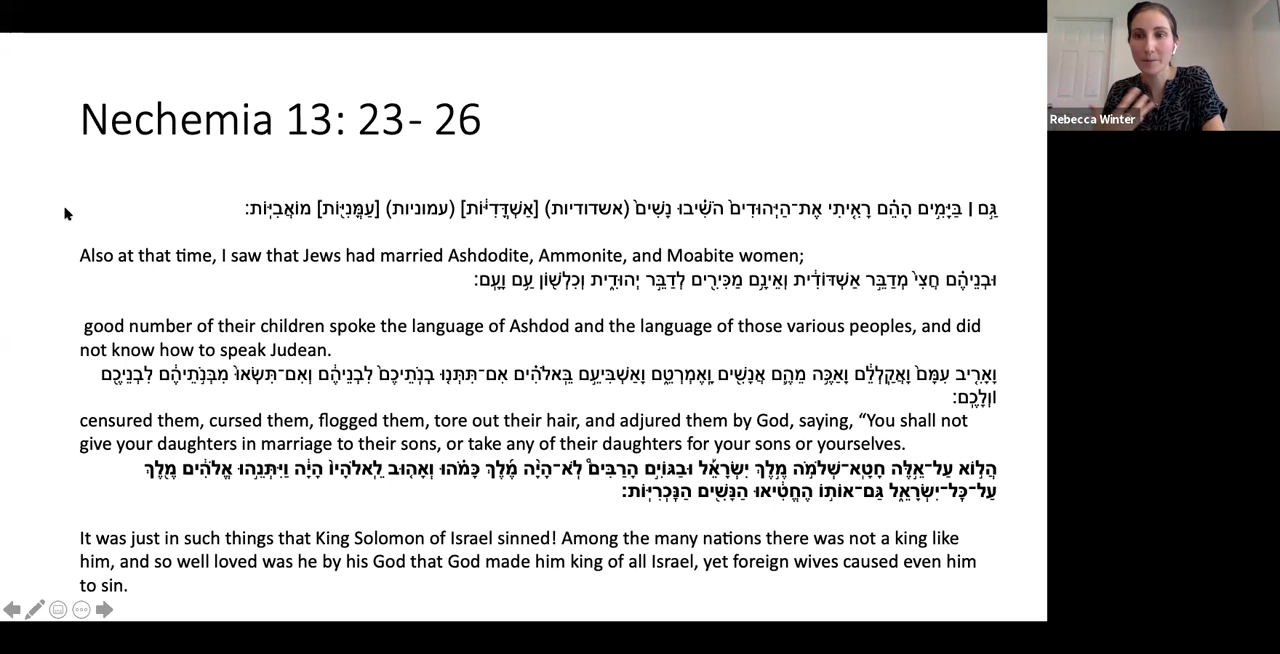 Nechemia 13: 23- 26
גַּ֣ם ׀ בַּיָּמִ֣ים הָהֵ֗ם רָאִ֤יתִי אֶת־הַיְּהוּדִים֙ הֹשִׁ֗יבוּ נָשִׁים֙ (אשדודיות) [אַשְׁדֳּדִיּ֔וֹת] (עמוניות) [עַמֳּנִיּ֖וֹת] מוֹאֲבִיּֽוֹת׃
Also at that time, I saw that Jews had married Ashdodite, Ammonite, and Moabite women;
וּבְנֵיהֶ֗ם חֲצִי֙ מְדַבֵּ֣ר אַשְׁדּוֹדִ֔ית וְאֵינָ֥ם מַכִּירִ֖ים לְדַבֵּ֣ר יְהוּדִ֑ית וְכִלְשׁ֖וֹן עַ֥ם וָעָֽם׃
good number of their children spoke the language of Ashdod and the language of those various peoples, and did
not know how to speak Judean.
וָאָרִ֤יב עִמָּם֙ וָאֲקַֽלְלֵ֔ם וָאַכֶּ֥ה מֵהֶ֛ם אֲנָשִׁ֖ים וָֽאֶמְרְטֵ֑ם וָאַשְׁבִּיעֵ֣ם בֵּֽאלֹהִ֗ים אִם־תִּתְּנ֤וּ בְנֹֽתֵיכֶם֙ לִבְנֵיהֶ֔ם וְאִם־תִּשְׂאוּ֙ מִבְּנֹ֣תֵיהֶ֔ם לִבְנֵיכֶ֖ם
וְלָכֶֽם׃
censured them, cursed them, flogged them, tore out their hair, and adjured them by God, saying, “You shall not
give your daughters in marriage to their sons, or take any of their daughters for your sons or yourselves.
הֲל֣וֹא עַל־אֵ֣לֶּה חָטָֽא־שְׁלֹמֹ֣ה מֶ֣לֶךְ יִשְׂרָאֵ֡ל וּבַגּוֹיִ֣ם הָרַבִּים֩ לֹֽא־הָיָ֨ה מֶ֜לֶךְ כָּמֹ֗הוּ וְאָה֤וּב לֵֽאלֹהָיו֙ הָיָ֔ה וַיִּתְּנֵ֣הוּ אֱלֹהִ֔ים מֶ֖לֶךְ
עַל־כָּל־יִשְׂרָאֵ֑ל גַּם־אוֹת֣וֹ הֶחֱטִ֔יאוּ הַנָּשִׁ֖ים הַנָּכְרִיּֽוֹת׃
It was just in such things that King Solomon of Israel sinned! Among the many nations there was not a king like
him, and so well loved was he by his God that God made him king of all Israel, yet foreign wives caused even him
to sin.
Rebecca Winter